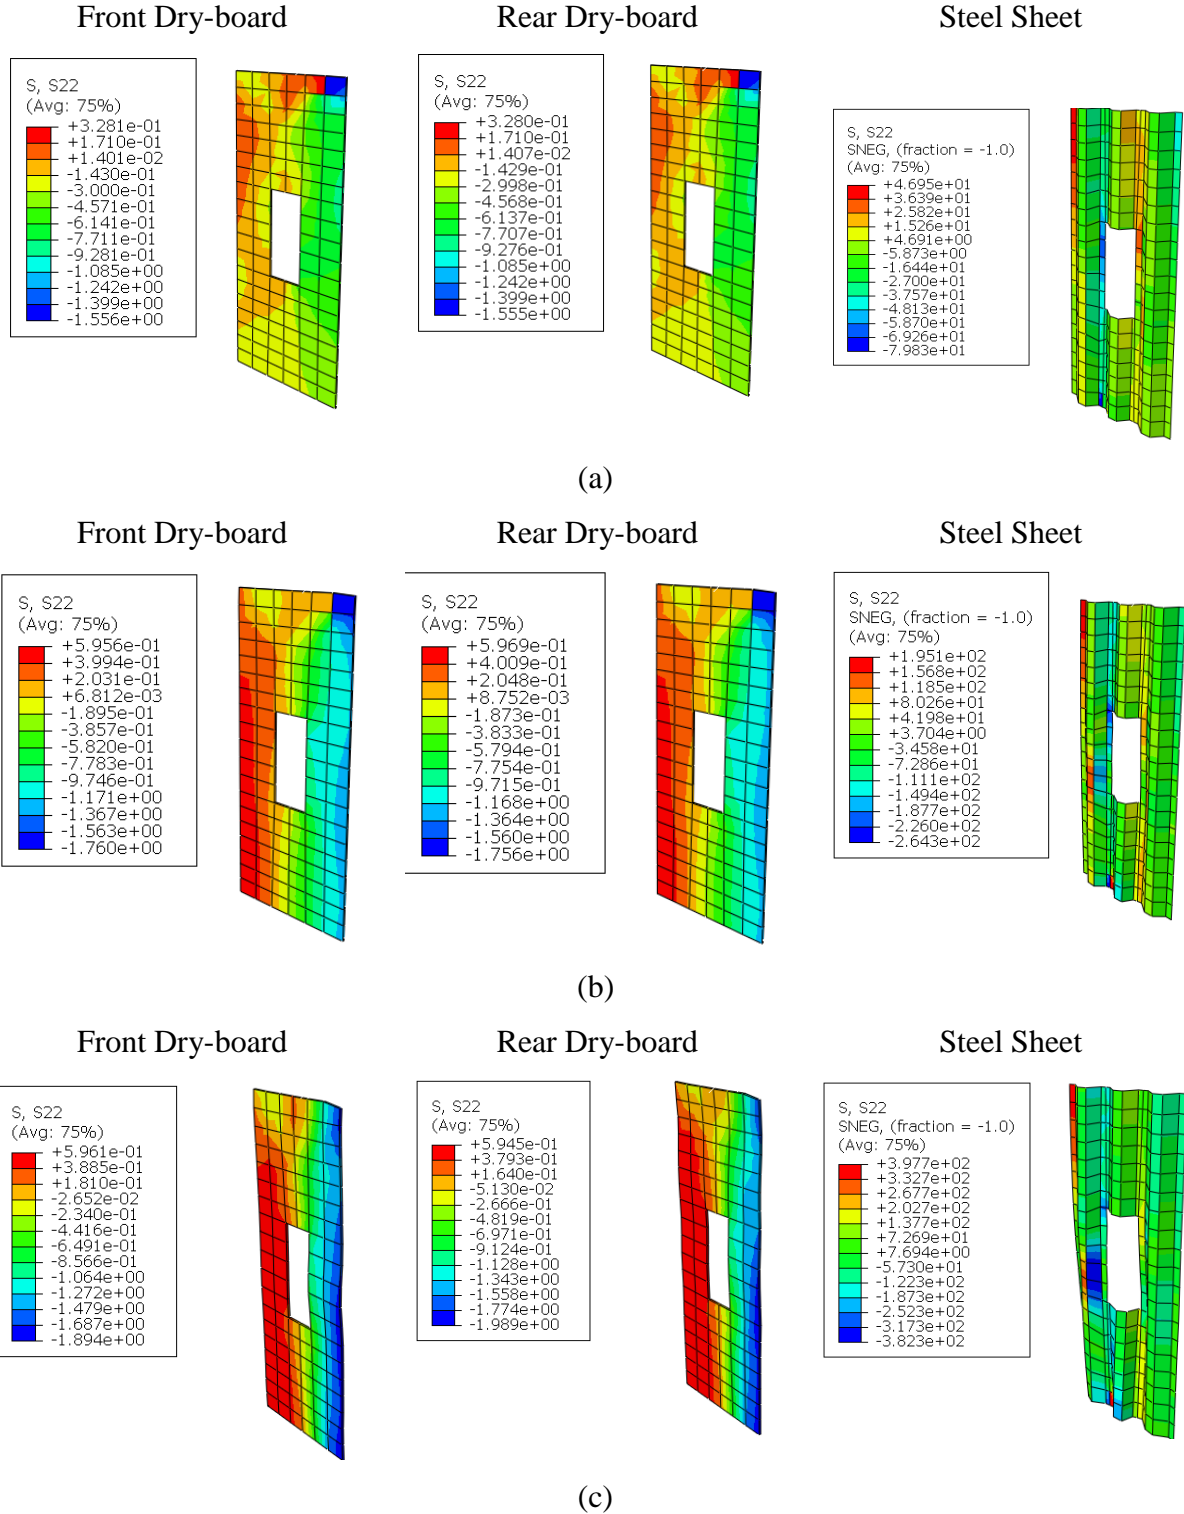 Front Dry-board
Rear Dry-board
Steel Sheet
S, S22
(Avg: 75%)
+3.281e-01
+1.710e-01
+1.401e-02
-1.430e-01
-3.000e-01
-4.571e-01
-6.141e-01
-7.711e-01
-9.281e-01
-1.085e+00
-1.242e+00
-1.399e+00
-1.556e+00
S, S22
(Avg: 75%)
+3.280e-01
+1.710e-01
+1.407e-02
-1.429e-01
-2.998e-01
-4.568e-01
-6.137e-01
-7.707e-01
-9.276e-01
-1.085e+00
-1.242e+00
-1.399e+00
-1.555e+00
S, S22
SNEG, (fraction = -1.0)
(Avg: 75%)
+4.695e+01
+3.639e+01
+2.582e+01
+1.526e+01
+4.691e+00
-5.873e+00
-1.644e+01
-2.700e+01
-3.757e+01
-4.813e+01
-5.870e+01
-6.926e+01
-7.983e+01
(a)
Front Dry-board
Rear Dry-board
Steel Sheet
S, S22
(Avg: 75%)
+5.956e-01
+3.994e-01
+2.031e-01
+6.812e-03
-1.895e-01
-3.857e-01
-5.820e-01
-7.783e-01
-9.746e-01
-1.171e+00
-1.367e+00
-1.563e+00
-1.760e+00
S, S22
(Avg: 75%)
+5.969e-01
+4.009e-01
+2.048e-01
+8.752e-03
-1.873e-01
-3.833e-01
-5.794e-01
-7.754e-01
-9.715e-01
-1.168e+00
-1.364e+00
-1.560e+00
-1.756e+00
S, S22
SNEG, (fraction = -1.0)
(Avg: 75%)
+1.951e+02
+1.568e+02
+1.185e+02
+8.026e+01
+4.198e+01
+3.704e+00
-3.458e+01
-7.286e+01
-1.111e+02
-1.494e+02
-1.877e+02
-2.260e+02
-2.643e+02
(b)
Front Dry-board
Rear Dry-board
Steel Sheet
S, S22
(Avg: 75%)
+5.961e-01
+3.885e-01
+1.810e-01
-2.652e-02
-2.340e-01
-4.416e-01
-6.491e-01
-8.566e-01
-1.064e+00
-1.272e+00
-1.479e+00
-1.687e+00
-1.894e+00
S, S22
(Avg: 75%)
+5.945e-01
+3.793e-01
+1.640e-01
-5.130e-02
-2.666e-01
-4.819e-01
-6.971e-01
-9.124e-01
-1.128e+00
-1.343e+00
-1.558e+00
-1.774e+00
-1.989e+00
S, S22
SNEG, (fraction = -1.0)
(Avg: 75%)
+3.977e+02
+3.327e+02
+2.677e+02
+2.027e+02
+1.377e+02
+7.269e+01
+7.694e+00
-5.730e+01
-1.223e+02
-1.873e+02
-2.523e+02
-3.173e+02
-3.823e+02
(c)